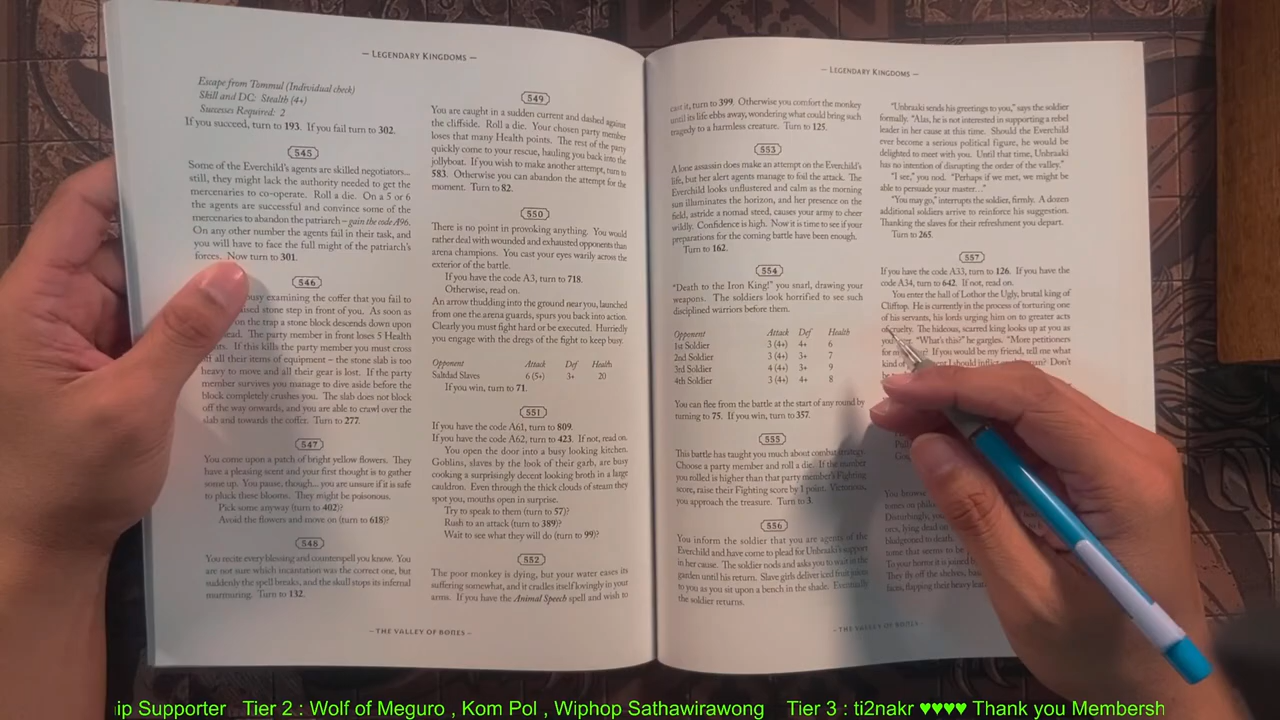 – Legendary Kingdoms –
Escape from Tommul (Individual check)
Skill and DC: Stealth (4+)
Successes Required: 2
If you succeed, turn to 193. If you fail turn to 302.
545
Some of the Everchild's agents are skilled negotiators...
still, they might lack the authority needed to get the
mercenaries to co-operate. Roll a die. On a 5 or 6
the agents are successful and convince some of the
mercenaries to abandon the patriarch – gain the code A96.
On any other number the agents fail in their task, and
you will have to face the full might of the patriarch's
forces. Now turn to 301.
546
busy examining the coffer that you fail to
stone step in front of you. As soon as
on the trap a stone block descends down upon
The party member in front loses 5 Health
If this kills the party member you must cross
all their items of equipment – the stone slab is too
heavy to move and all their gear is lost. If the party
member survives you manage to dive aside before the
block completely crushes you. The slab does not block
off the way onwards, and you are able to crawl over the
slab and towards the coffer. Turn to 277.
547
You come upon a patch of bright yellow flowers. They
have a pleasing scent and your first thought is to gather
some up. You pause, though... you are unsure if it is safe
to pluck these blooms. They might be poisonous.
Pick some anyway (turn to 402)?
Avoid the flowers and move on (turn to 618)?
548
You recite every blessing and counterspell you know. You
are not sure which incantation was the correct one, but
suddenly the spell breaks, and the skull stops its infernal
murmuring. Turn to 132.
549
You are caught in a sudden current and dashed against
the cliffside. Roll a die. Your chosen party member
loses that many Health points. The rest of the party
quickly come to your rescue, hauling you back into the
jollyboat. If you wish to make another attempt, turn to
583. Otherwise you can abandon the attempt for the
moment. Turn to 82.
550
There is no point in provoking anything. You would
rather deal with wounded and exhausted opponents than
arena champions. You cast your eyes warily across the
exterior of the battle.
If you have the code A3, turn to 718.
Otherwise, read on.
An arrow thudding into the ground near you, launched
from one the arena guards, spurs you back into action.
Clearly you must fight hard or be executed. Hurriedly
you engage with the dregs of the fight to keep busy.
Opponent Attack Def Health
Saltdad Slaves 6 (5+) 3+ 20
If you win, turn to 71.
551
If you have the code A61, turn to 809.
If you have the code A62, turn to 423. If not, read on.
You open the door into a busy looking kitchen.
Goblins, slaves by the look of their garb, are busy
cooking a surprisingly decent looking broth in a large
cauldron. Even through the thick clouds of steam they
spot you, mouths open in surprise.
Try to speak to them (turn to 57)?
Rush to an attack (turn to 389)?
Wait to see what they will do (turn to 99)?
552
The poor monkey is dying, but your water eases its
suffering somewhat, and it cradles itself lovingly in your
arms. If you have the Animal Speech spell and wish to
– The Valley of Bones –
– Legendary Kingdoms –
cast it, turn to 399. Otherwise you comfort the monkey
until its life ebbs away, wondering what could bring such
tragedy to a harmless creature. Turn to 125.
553
A lone assassin does make an attempt on the Everchild's
life, but her alert agents manage to foil the attack. The
Everchild looks unflustered and calm as the morning
sun illuminates the horizon, and her presence on the
field, astride a nomad steed, causes your army to cheer
wildly. Confidence is high. Now it is time to see if your
preparations for the coming battle have been enough.
Turn to 162.
554
"Death to the Iron King!" you snarl, drawing your
weapons. The soldiers look horrified to see such
disciplined warriors before them.
Opponent Attack Def Health
1st Soldier 3 (4+) 4+ 6
2nd Soldier 3 (4+) 3+ 7
3rd Soldier 4 (4+) 3+ 9
4th Soldier 3 (4+) 4+ 8
You can flee from the battle at the start of any round by
turning to 75. If you win, turn to 357.
555
This battle has taught you much about combat strategy.
Choose a party member and roll a die. If the number
you rolled is higher than that party member's Fighting
score, raise their Fighting score by 1 point. Victorious,
you approach the treasure. Turn to 3.
556
You inform the soldier that you are agents of the
Everchild and have come to plead for Unbraaki's support
in her cause. The soldier nods and asks you to wait in the
garden until his return. Slave girls deliver iced fruit
to you as you sit upon a bench in the shade. Eventually
the soldier returns.
"Unbraaki sends his greetings to you," says the soldier
formally. "Alas, he is not interested in supporting a rebel
leader in her cause at this time. Should the Everchild
ever become a serious political figure, he would be
delighted to meet with you. Until that time, Unbraaki
has no intention of disrupting the order of the valley."
"I see," you nod. "Perhaps if we met, we might be
able to persuade your master..."
"You may go," interrupts the soldier, firmly. A dozen
additional soldiers arrive to reinforce his suggestion.
Thanking the slaves for their refreshment you depart.
Turn to 265.
557
If you have the code A33, turn to 126. If you have the
code A34, turn to 642. If not, read on.
You enter the hall of Lothor the Ugly, brutal king of
Clifftop. He is currently in the process of torturing one
of his servants, his lords urging him on to greater acts
of cruelty. The hideous, scarred king looks up at you as
you "What's this?" he gargles. "More petitioners
for If you would be my friend, tell me what
kind of I should inflict Don't
You browse
tomes on
Disturbingly,
lying dead on
bludgeoned to death
some that seems to be
To your horror it is joined
They fly off the shelves,
faces, flapping their heavy
– The Valley of Bones –
ip Supporter Tier 2 : Wolf of Meguro , Kom Pol , Wiphop Sathawirawong Tier 3 : ti2nakr ♥♥♥♥ Thank you Membersh